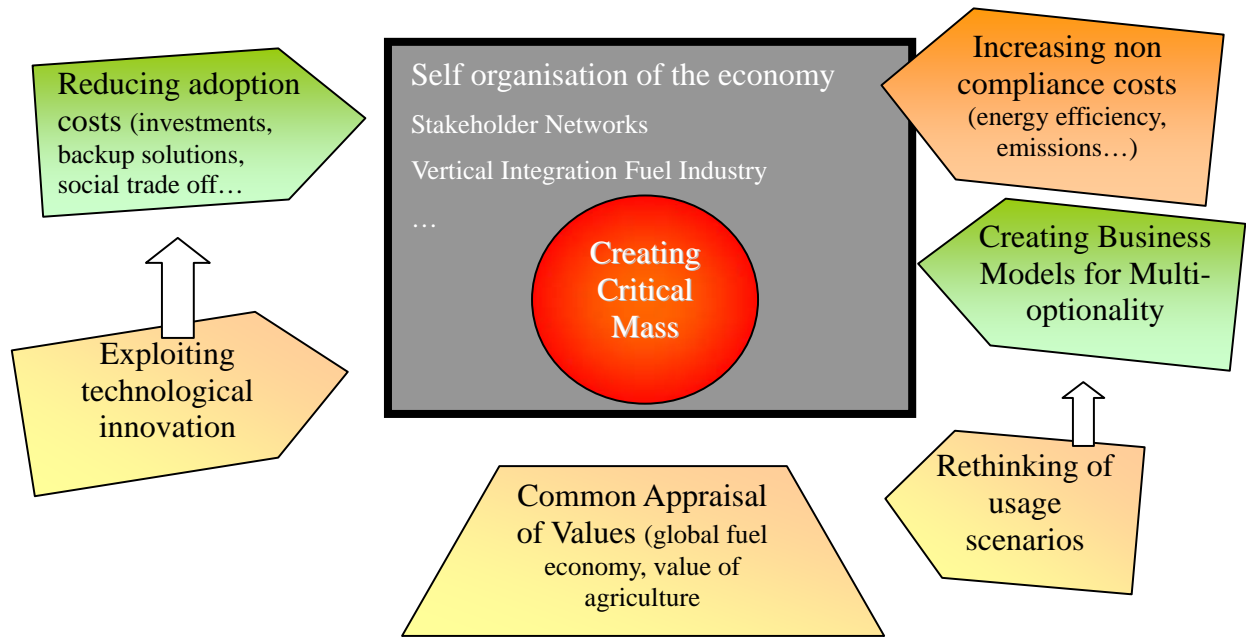 Reducing adoption
costs (investments,
backup solutions,
social trade off…
Self organisation of the economy
Stakeholder Networks
Vertical Integration Fuel Industry
…
Creating
Critical
Mass
Increasing non
compliance costs
(energy efficiency,
emissions…)
Creating Business
Models for Multi-
optionality
Exploiting
technological
innovation
Common Appraisal
of Values (global fuel
economy, value of
agriculture
Rethinking of
usage
scenarios